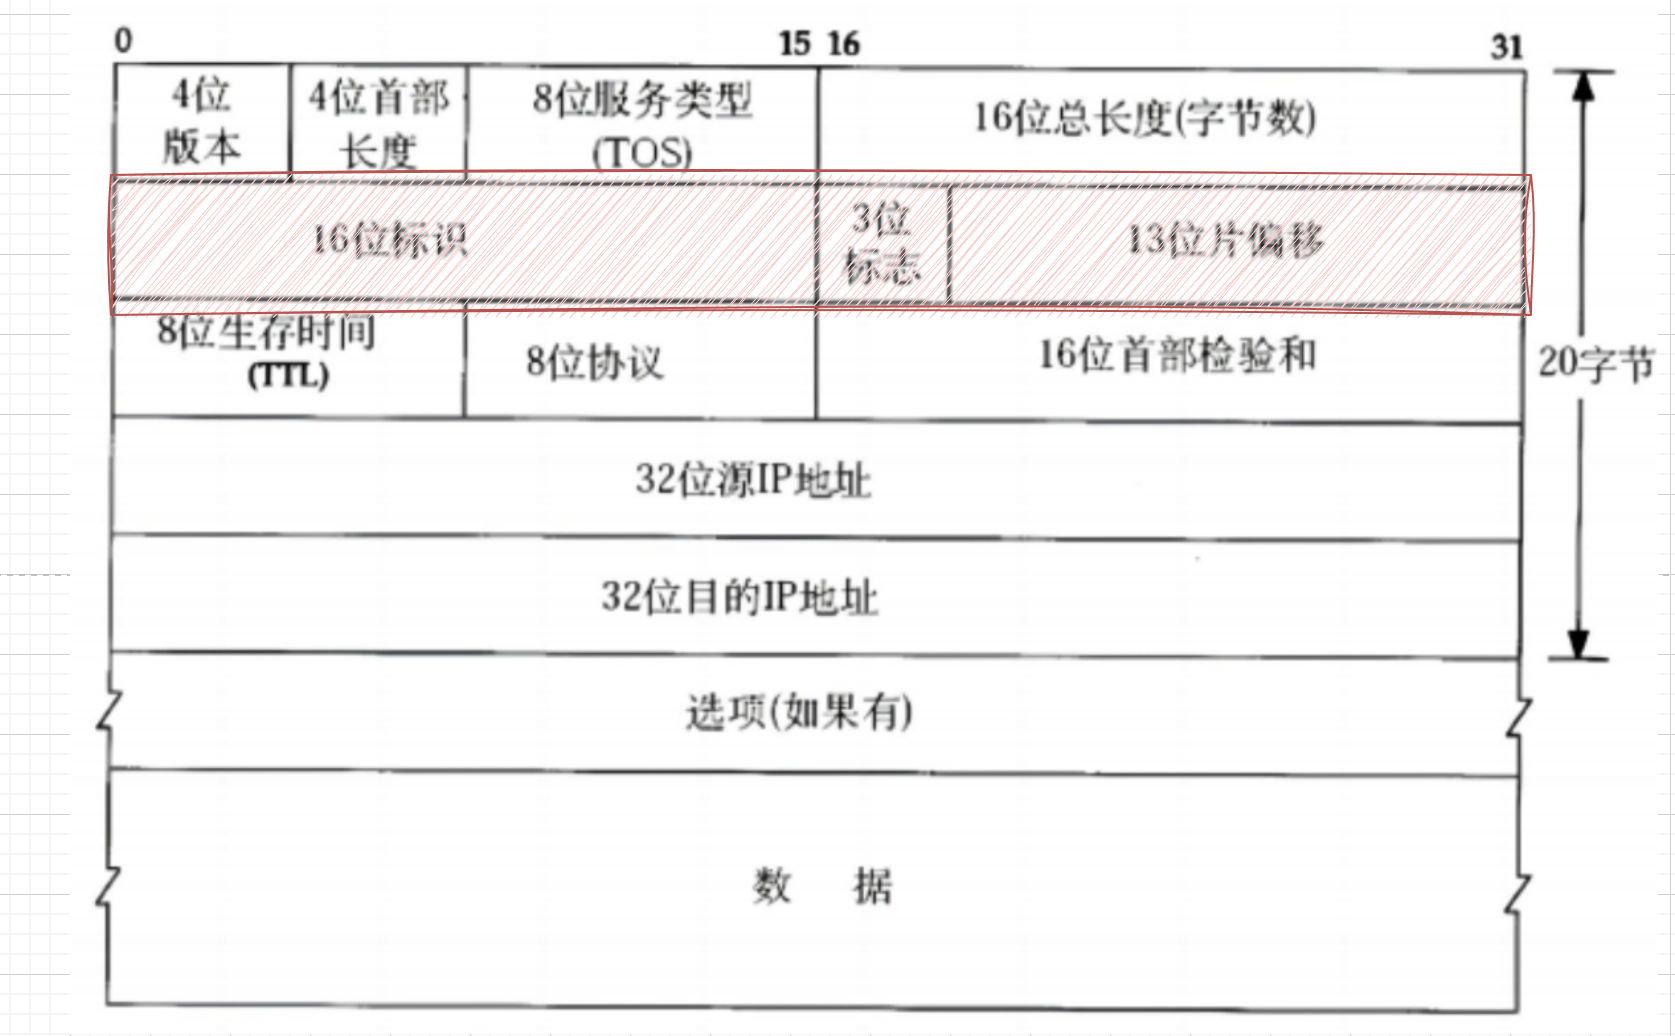 0 15 16 31
4位
版本
4位首部
长度
8位服务类型
(TOS)
16位总长度(字节数)
16位标识
3位
标志
13位片偏移
8位生存时间
(TTL)
8位协议
16位首部检验和
20字节
32位源IP地址
32位目的IP地址
选项(如果有)
数 据